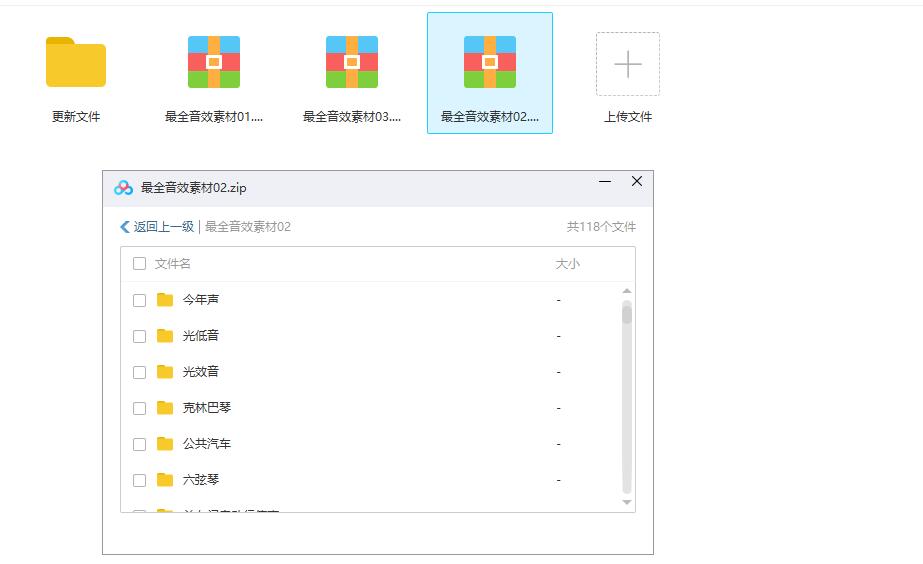 更新文件
最全音效素材01....
最全音效素材03....
最全音效素材02....
上传文件
最全音效素材02.zip
返回上一级 | 最全音效素材02
共118个文件
文件名
大小
今年声 -
光低音 -
光效音 -
克林巴琴 -
公共汽车 -
六弦琴 -